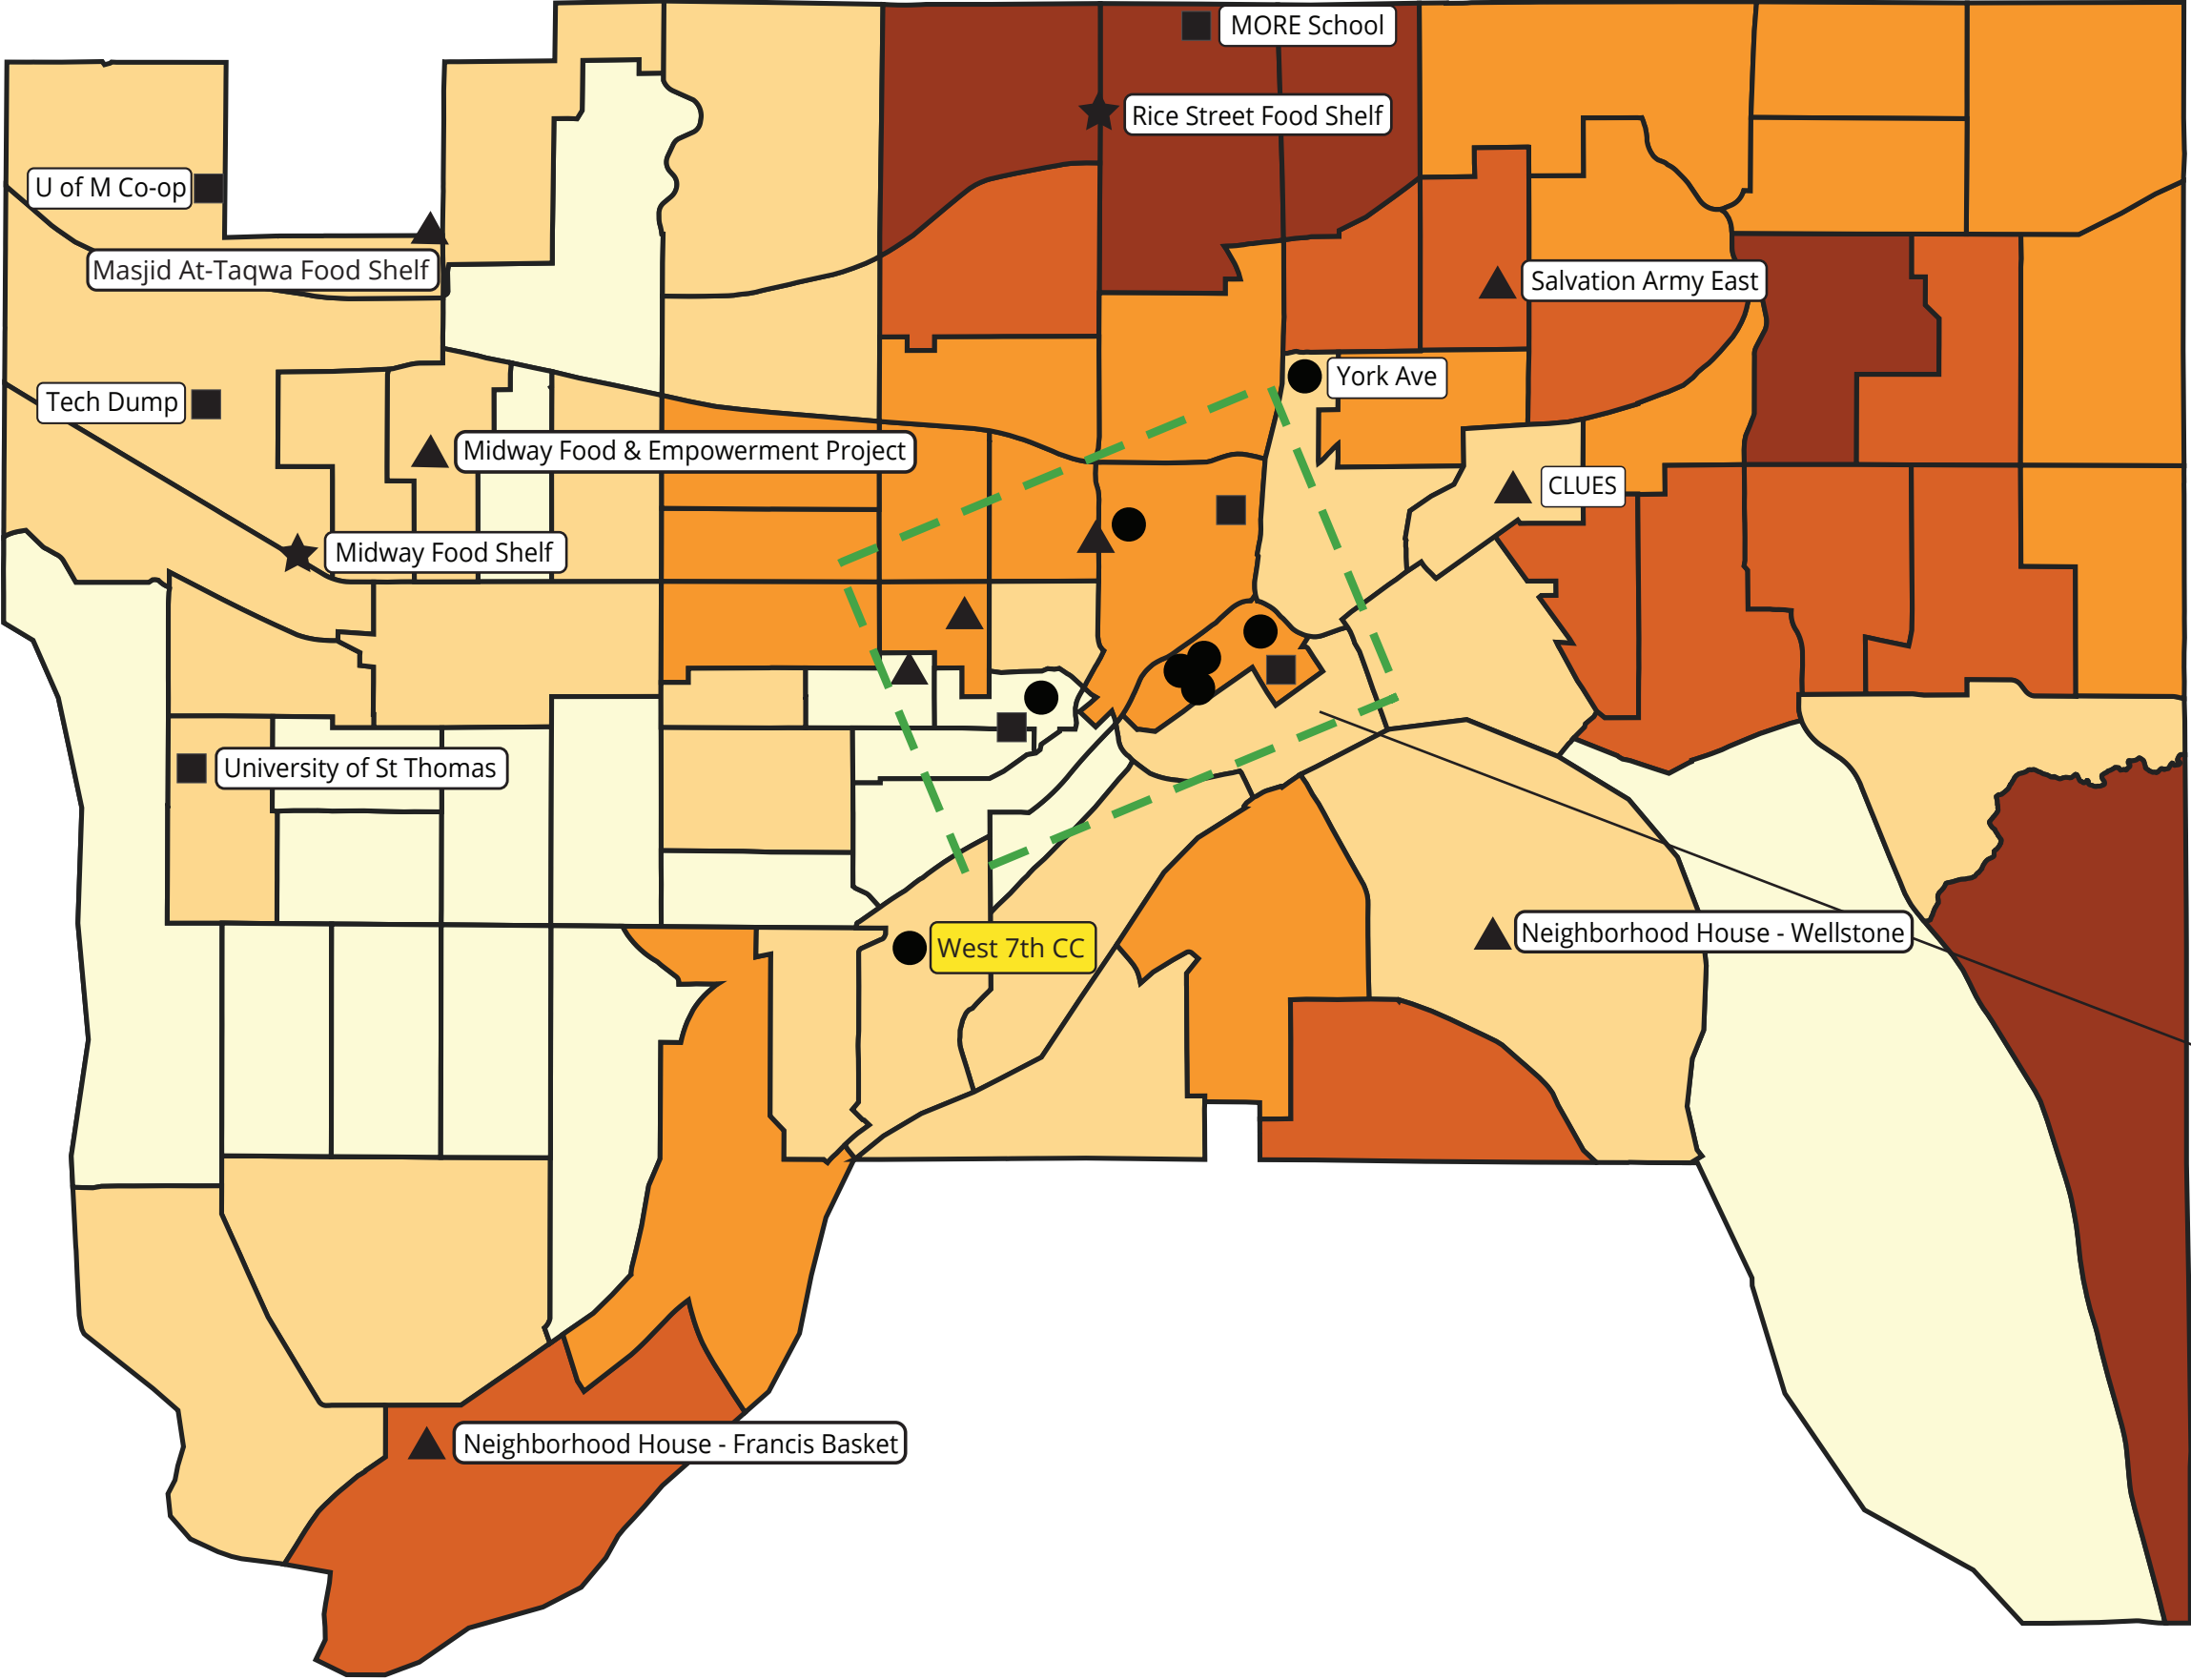 MORE School
Rice Street Food Shelf
U of M Co-op
Masjid At-Taqwa Food Shelf
Salvation Army East
York Ave
Tech Dump
Midway Food & Empowerment Project
CLUES
Midway Food Shelf
University of St Thomas
Neighborhood House - Wellstone
West 7th CC
Neighborhood House - Francis Basket